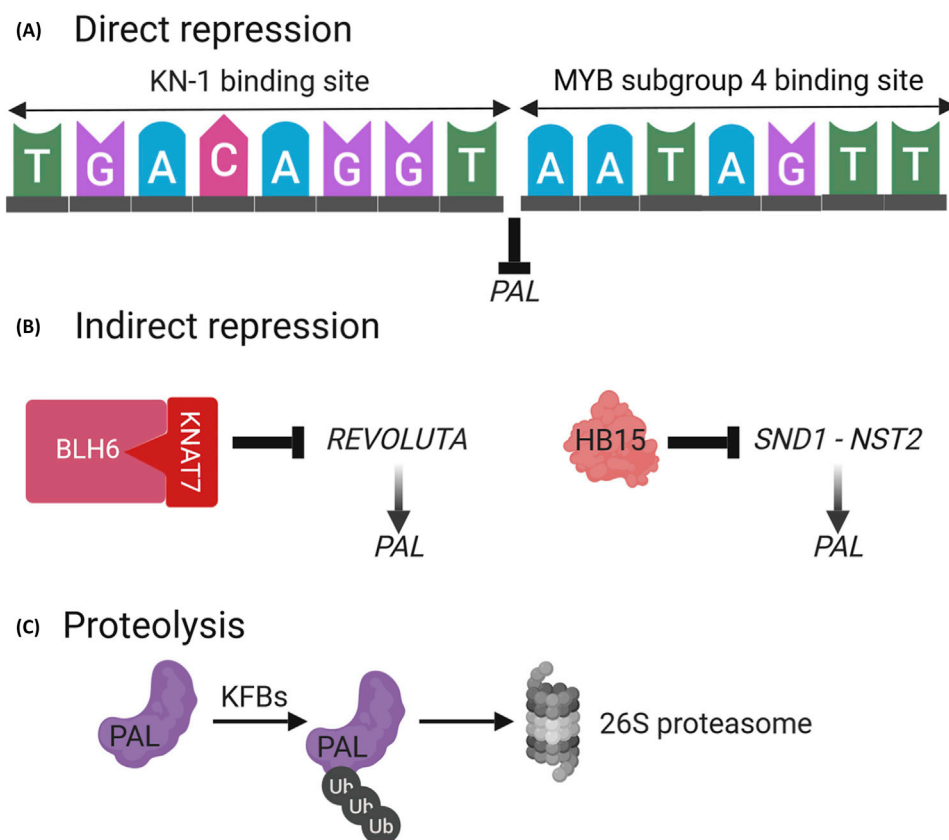 (A) Direct repression
KN-1 binding site MYB subgroup 4 binding site
T G A C A G G T A A T A G T T
PAL
(B) Indirect repression
BLH6 KNAT7 REVOLUTA HB15 SND1 - NST2
PAL PAL
(C) Proteolysis
KFBs
PAL PAL 26S proteasome
Ub
Ub
Ub